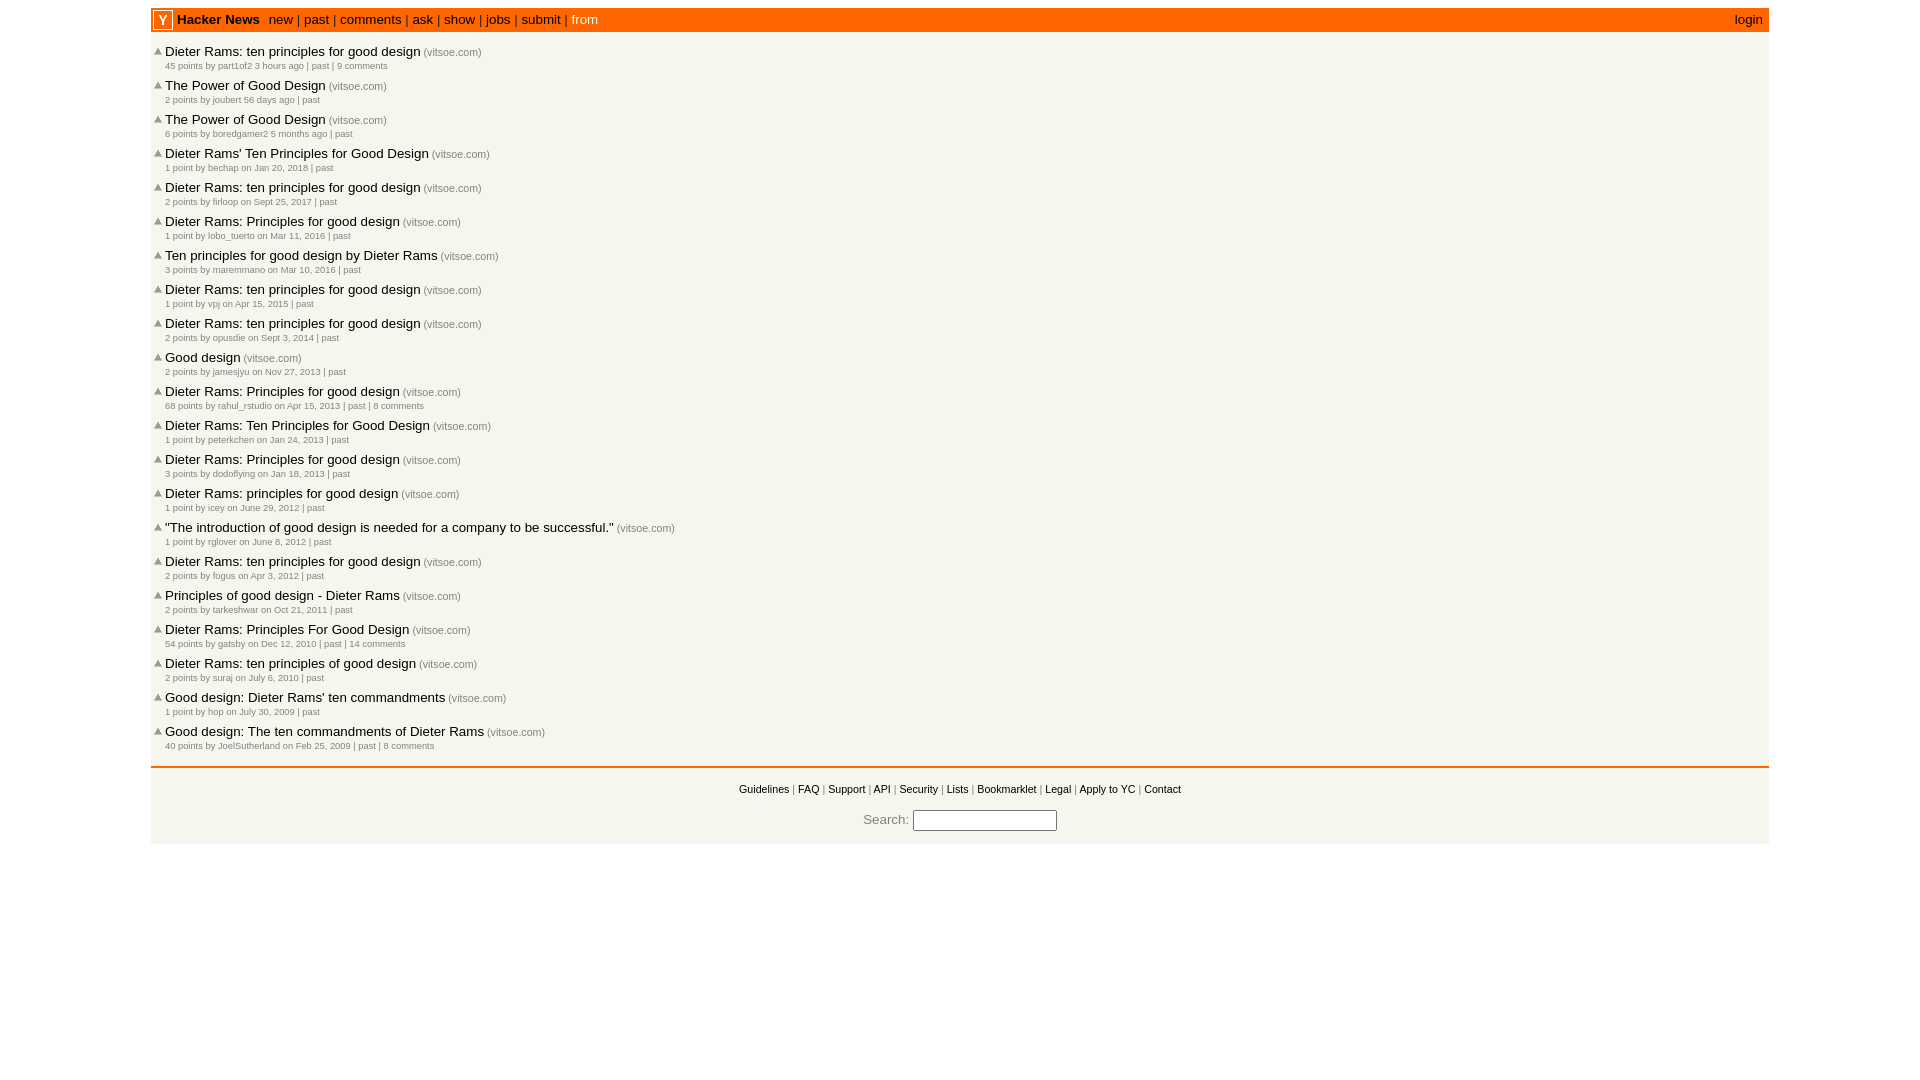 Y Hacker News new | past | comments | ask | show | jobs | submit | from login
Dieter Rams: ten principles for good design (vitsoe.com)
45 points by part1of2 3 hours ago | past | 9 comments
The Power of Good Design (vitsoe.com)
2 points by joubert 56 days ago | past
The Power of Good Design (vitsoe.com)
6 points by boredgamer2 5 months ago | past
Dieter Rams' Ten Principles for Good Design (vitsoe.com)
1 point by bechap on Jan 20, 2018 | past
Dieter Rams: ten principles for good design (vitsoe.com)
2 points by firloop on Sept 25, 2017 | past
Dieter Rams: Principles for good design (vitsoe.com)
1 point by lobo_tuerto on Mar 11, 2016 | past
Ten principles for good design by Dieter Rams (vitsoe.com)
3 points by maremmano on Mar 10, 2016 | past
Dieter Rams: ten principles for good design (vitsoe.com)
1 point by vpj on Apr 15, 2015 | past
Dieter Rams: ten principles for good design (vitsoe.com)
2 points by opusdie on Sept 3, 2014 | past
Good design (vitsoe.com)
2 points by jamesjyu on Nov 27, 2013 | past
Dieter Rams: Principles for good design (vitsoe.com)
68 points by rahul_rstudio on Apr 15, 2013 | past | 8 comments
Dieter Rams: Ten Principles for Good Design (vitsoe.com)
1 point by peterkchen on Jan 24, 2013 | past
Dieter Rams: Principles for good design (vitsoe.com)
3 points by dodoflying on Jan 18, 2013 | past
Dieter Rams: principles for good design (vitsoe.com)
1 point by icey on June 29, 2012 | past
"The introduction of good design is needed for a company to be successful." (vitsoe.com)
1 point by rglover on June 8, 2012 | past
Dieter Rams: ten principles for good design (vitsoe.com)
2 points by fogus on Apr 3, 2012 | past
Principles of good design - Dieter Rams (vitsoe.com)
2 points by tarkeshwar on Oct 21, 2011 | past
Dieter Rams: Principles For Good Design (vitsoe.com)
54 points by gatsby on Dec 12, 2010 | past | 14 comments
Dieter Rams: ten principles of good design (vitsoe.com)
2 points by suraj on July 6, 2010 | past
Good design: Dieter Rams' ten commandments (vitsoe.com)
1 point by hop on July 30, 2009 | past
Good design: The ten commandments of Dieter Rams (vitsoe.com)
40 points by JoelSutherland on Feb 25, 2009 | past | 8 comments
Guidelines | FAQ | Support | API | Security | Lists | Bookmarklet | Legal | Apply to YC | Contact
Search: